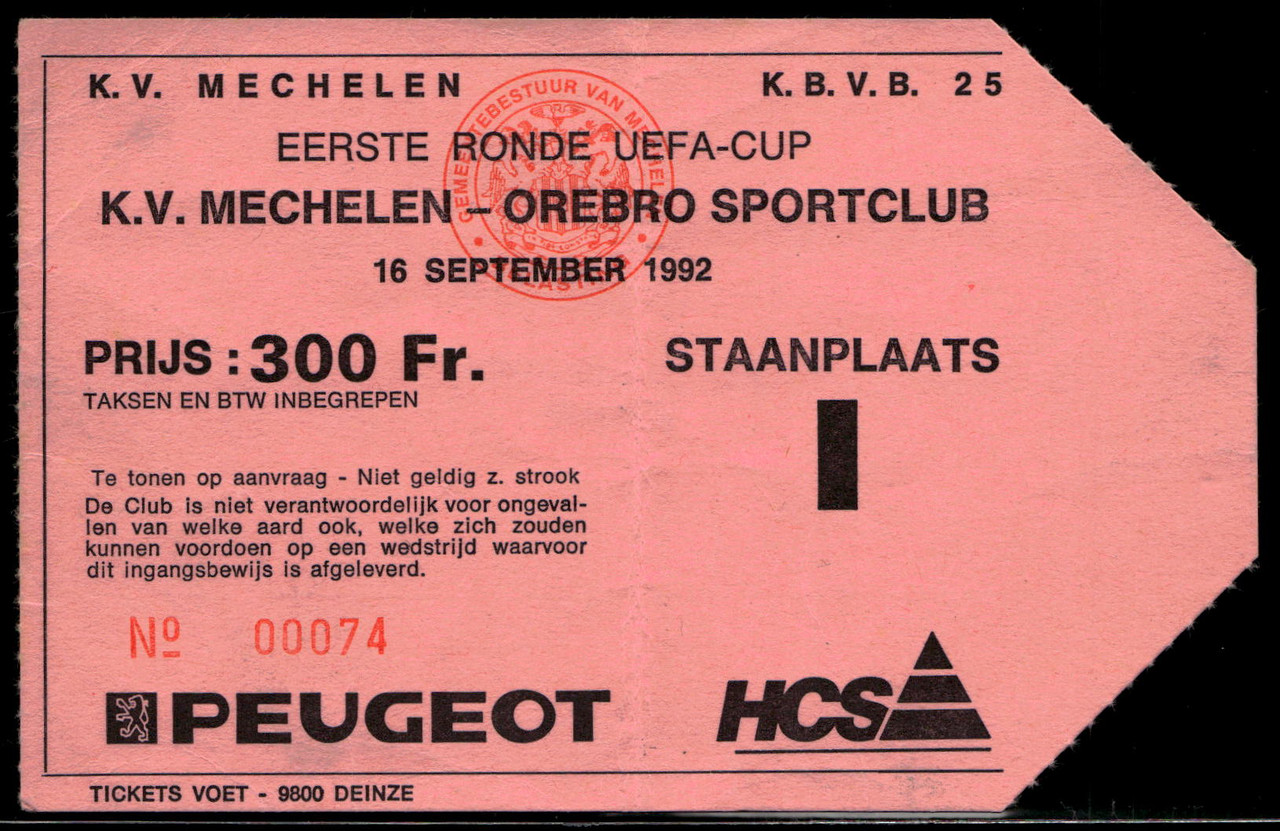 K. V. MECHELEN K. B. V. B. 25
GEMEENTEBESTUUR VAN MECHELEN
EERSTE RONDE UEFA-CUP
K.V. MECHELEN – OREBRO SPORTCLUB
16 SEPTEMBER 1992
PRIJS : 300 Fr. STAANPLAATS
TAKSEN EN BTW INBEGREPEN
I
Te tonen op aanvraag - Niet geldig z. strook
De Club is niet verantwoordelijk voor ongeval-
len van welke aard ook, welke zich zouden
kunnen voordoen op een wedstrijd waarvoor
dit ingangsbewijs is afgeleverd.
Nº 00074
PEUGEOT HCS
TICKETS VOET - 9800 DEINZE